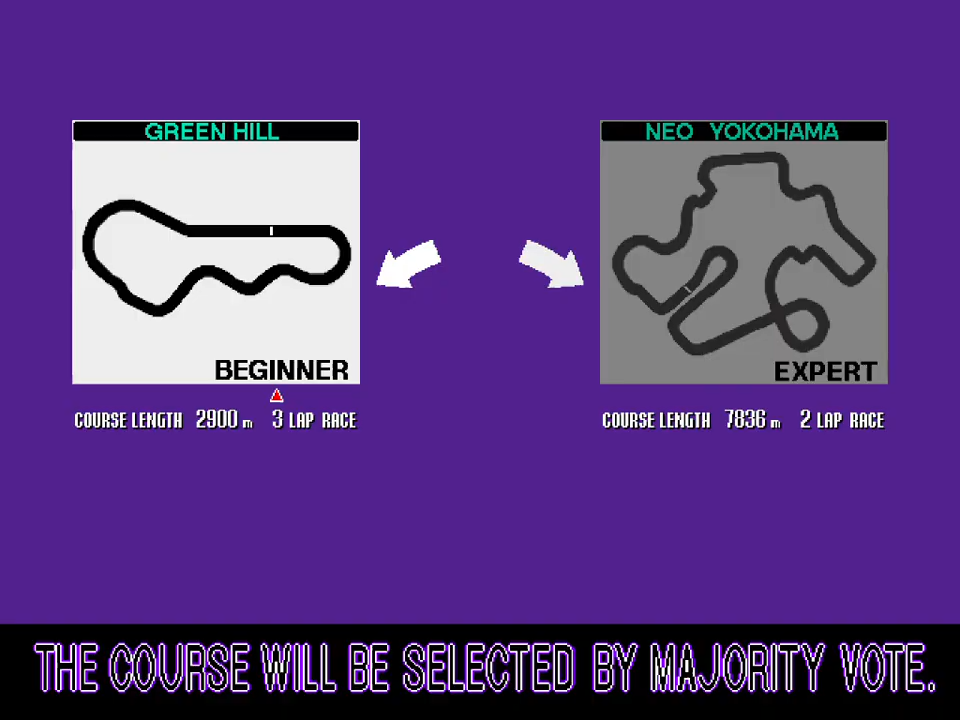 GREEN HILL
BEGINNER
COURSE LENGTH 2900 m 3 LAP RACE
NEO YOKOHAMA
EXPERT
COURSE LENGTH 7836 m 2 LAP RACE
THE COURSE WILL BE SELECTED BY MAJORITY VOTE.